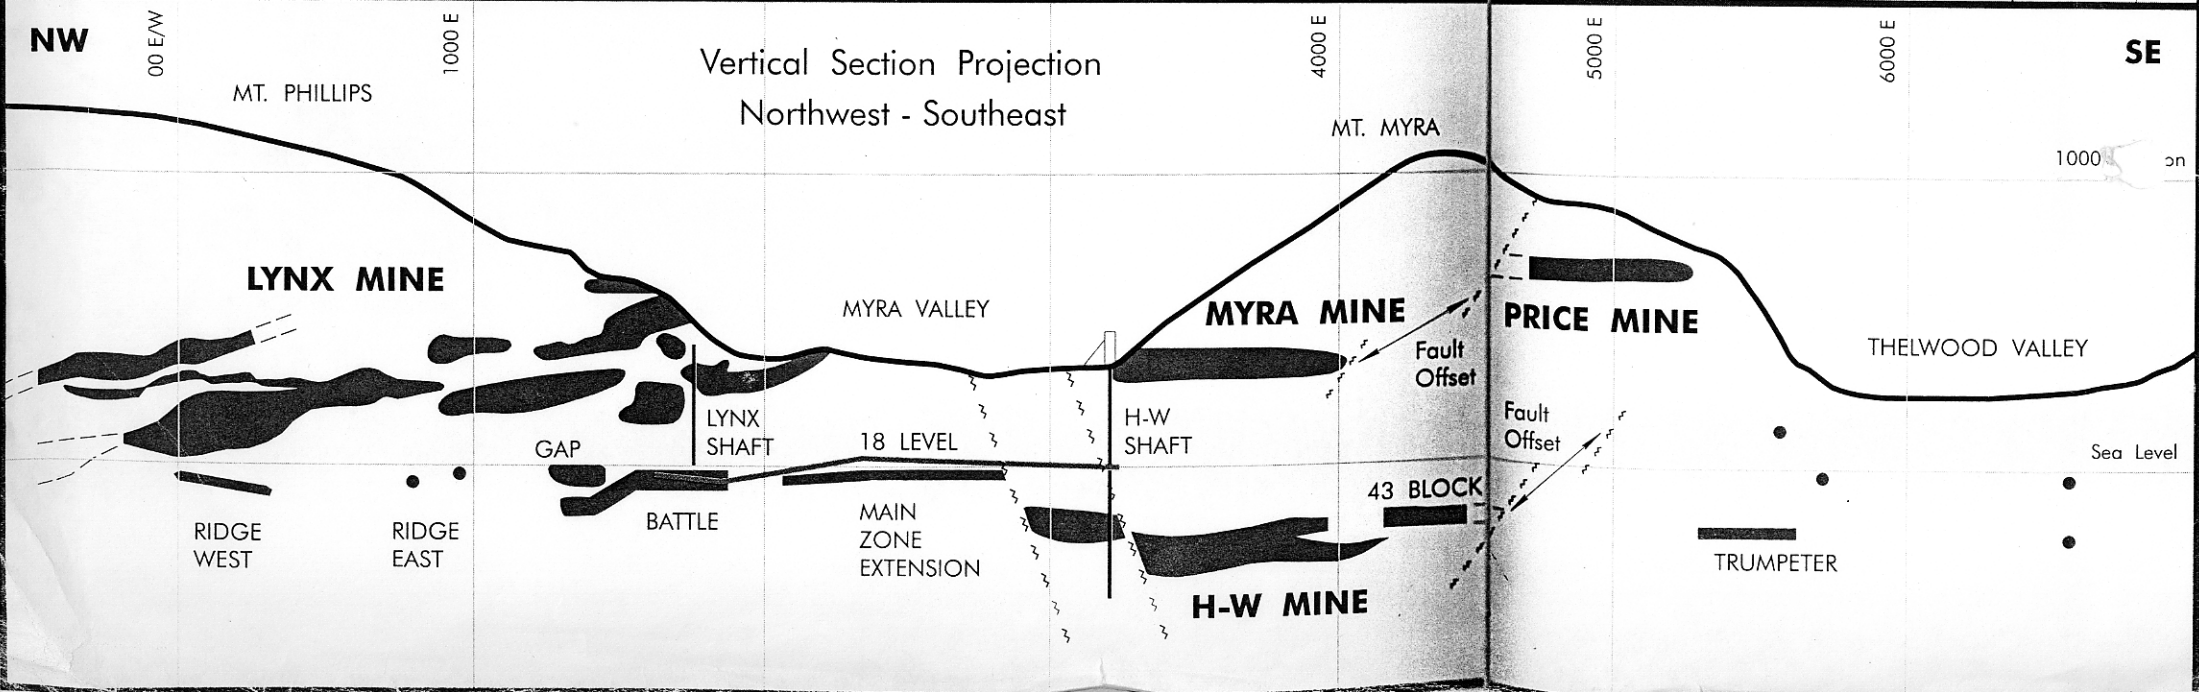 NW
00 E/W
1000 E
4000 E
5000 E
6000 E
SE
Vertical Section Projection
Northwest - Southeast
MT. PHILLIPS
MT. MYRA
1000
LYNX MINE
MYRA VALLEY
MYRA MINE
PRICE MINE
Fault
Offset
THELWOOD VALLEY
LYNX
SHAFT
18 LEVEL
H-W
SHAFT
Fault
Offset
GAP
Sea Level
43 BLOCK
RIDGE
WEST
RIDGE
EAST
BATTLE
MAIN
ZONE
EXTENSION
TRUMPETER
H-W MINE